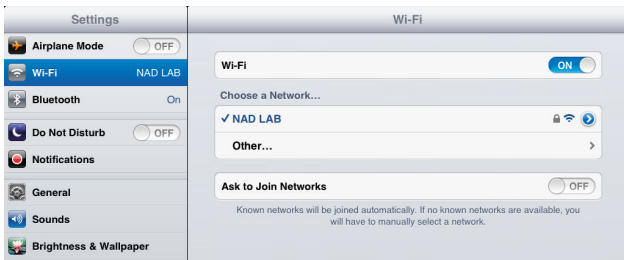 Settings
Airplane Mode OFF
Wi-Fi NAD LAB
Bluetooth On
Do Not Disturb OFF
Notifications
General
Sounds
Brightness & Wallpaper
Wi-Fi
Wi-Fi ON
Choose a Network...
✓ NAD LAB
Other...
Ask to Join Networks OFF
Known networks will be joined automatically. If no known networks are available, you
will have to manually select a network.